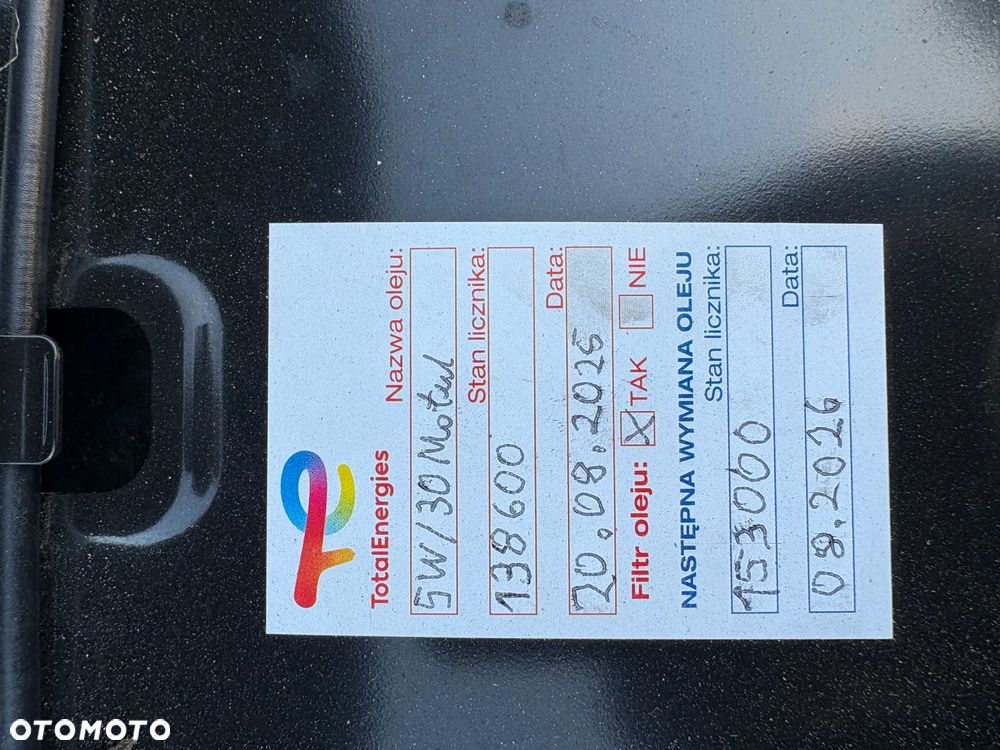 TotalEnergies
Nazwa oleju:
5W/30 Motul
Stan licznika:
138600
Data:
20.08.2025
Filtr oleju: X TAK NIE
NASTĘPNA WYMIANA OLEJU
Stan licznika:
153000
Data:
08.2026
OTOMOTO